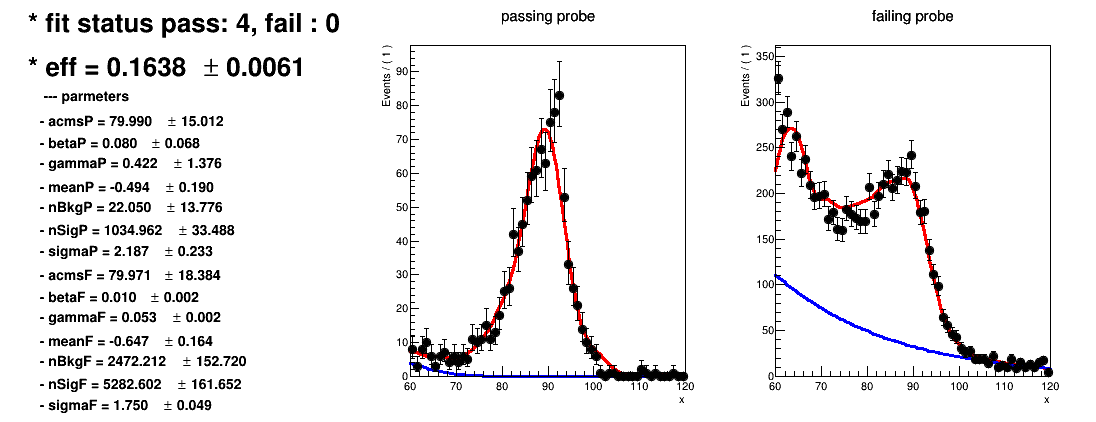 * fit status pass: 4, fail : 0
* eff = 0.1638 ± 0.0061
--- parmeters
- acmsP = 79.990 ± 15.012
- betaP = 0.080 ± 0.068
- gammaP = 0.422 ± 1.376
- meanP = -0.494 ± 0.190
- nBkgP = 22.050 ± 13.776
- nSigP = 1034.962 ± 33.488
- sigmaP = 2.187 ± 0.233
- acmsF = 79.971 ± 18.384
- betaF = 0.010 ± 0.002
- gammaF = 0.053 ± 0.002
- meanF = -0.647 ± 0.164
- nBkgF = 2472.212 ± 152.720
- nSigF = 5282.602 ± 161.652
- sigmaF = 1.750 ± 0.049
passing probe
Events / ( 1 )
90
80
70
60
50
40
30
20
10
0
60 70 80 90 100 110 120
x
failing probe
Events / ( 1 )
350
300
250
200
150
100
50
0
60 70 80 90 100 110 120
x